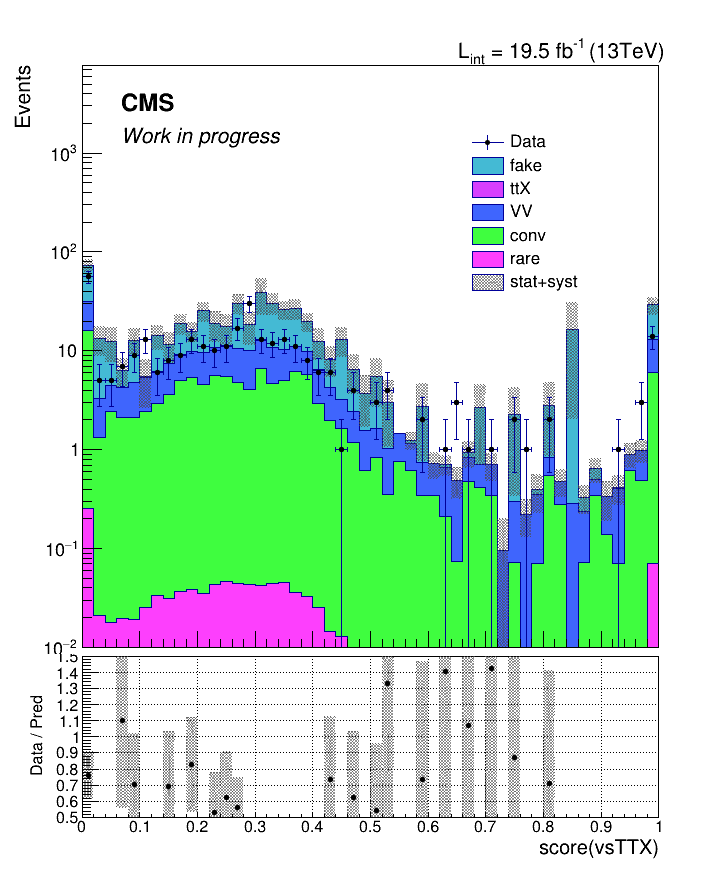 L_int = 19.5 fb^-1 (13TeV)
Events
CMS
Work in progress
Data
fake
ttX
VV
conv
rare
stat+syst
10^3
10^2
10
1
10^-1
10^-2
Data / Pred
1.5
1.4
1.3
1.2
1.1
1
0.9
0.8
0.7
0.6
0.5
0 0.1 0.2 0.3 0.4 0.5 0.6 0.7 0.8 0.9 1
score(vsTTX)